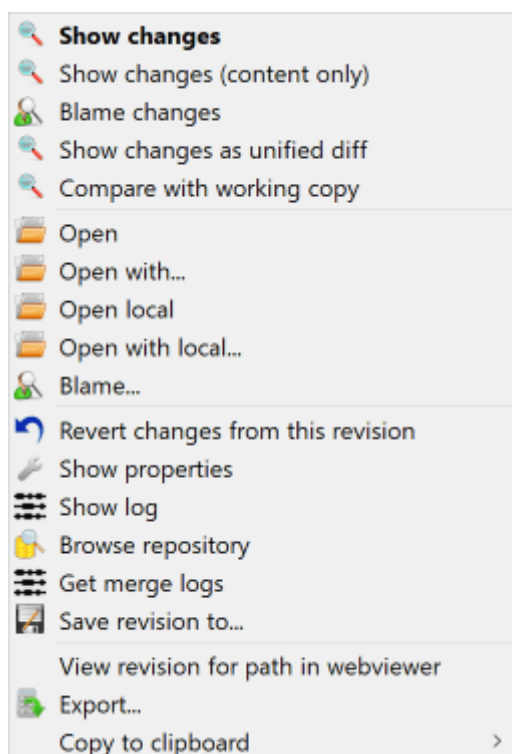 Show changes
Show changes (content only)
Blame changes
Show changes as unified diff
Compare with working copy
Open
Open with...
Open local
Open with local...
Blame...
Revert changes from this revision
Show properties
Show log
Browse repository
Get merge logs
Save revision to...
View revision for path in webviewer
Export...
Copy to clipboard